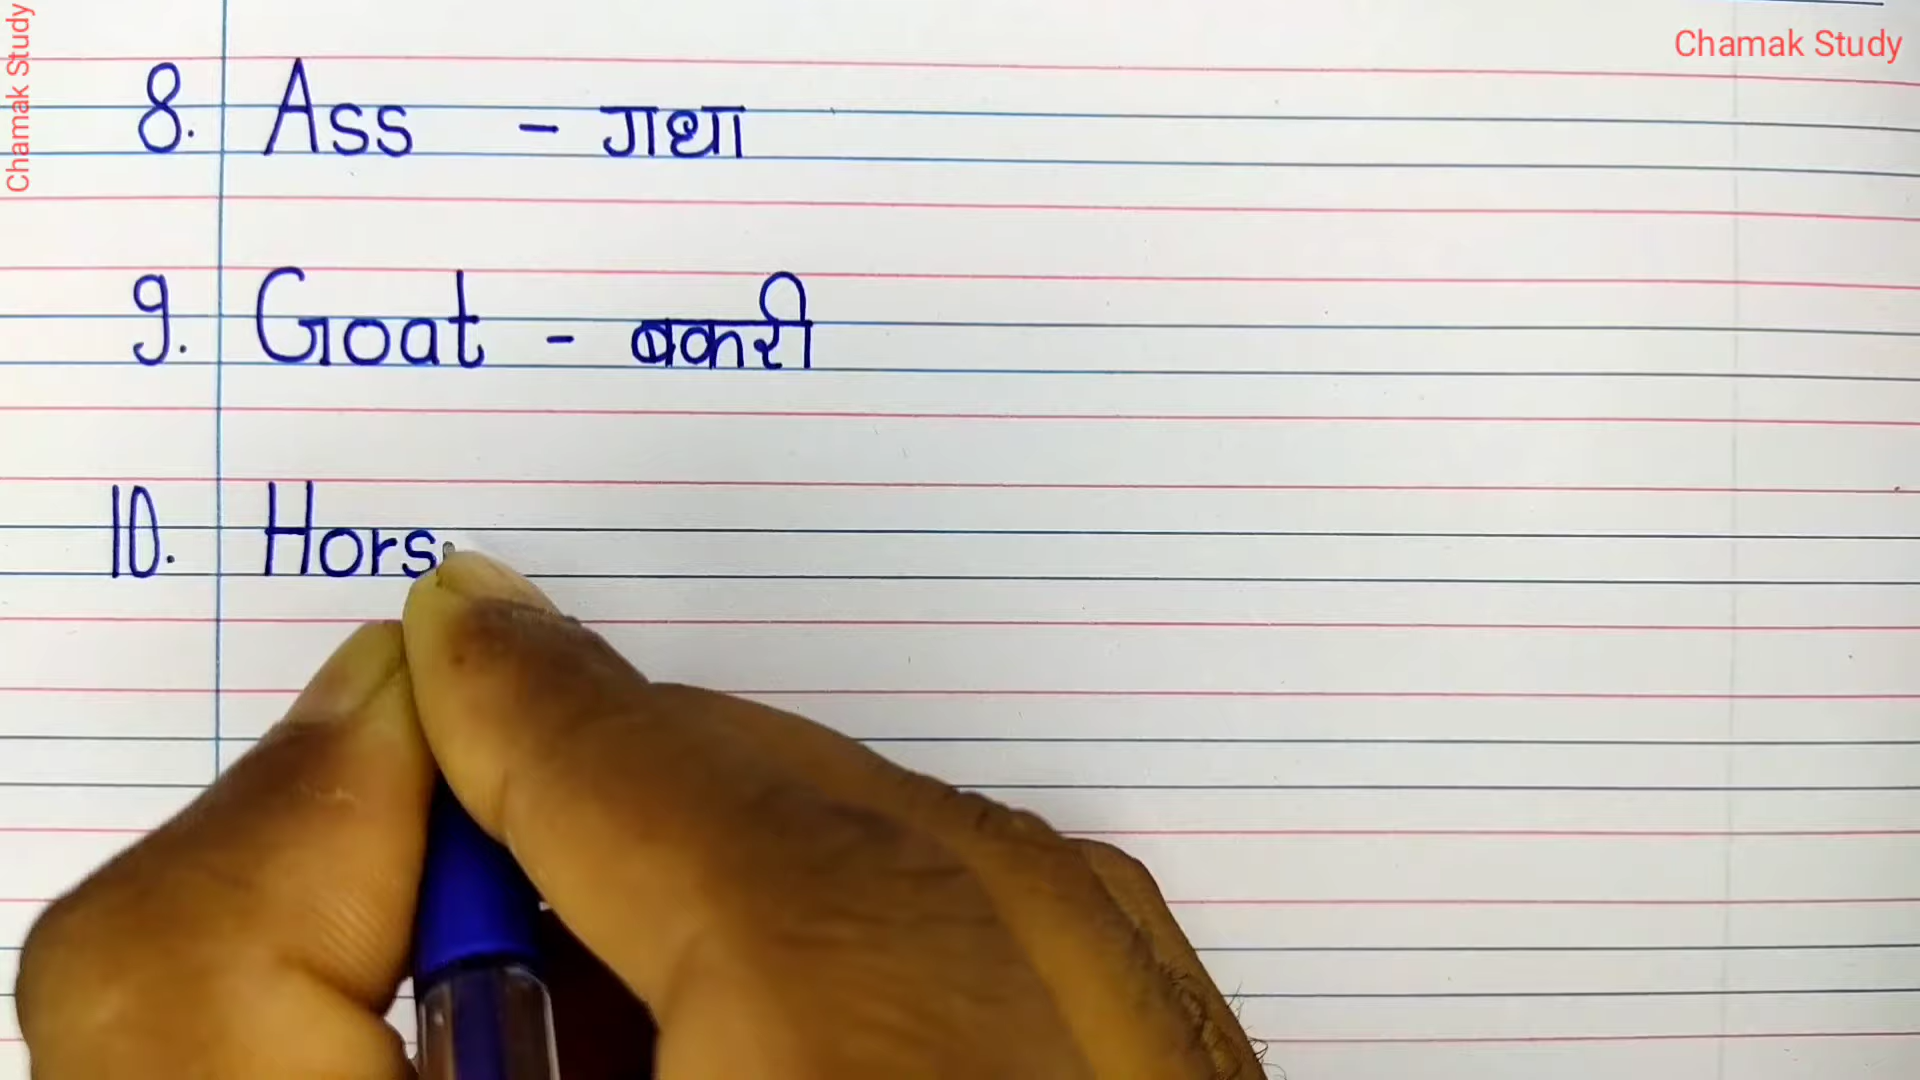 Chamak Study
Chamak Study
8. Ass - गधा
9. Goat - बकरी
10. Hors